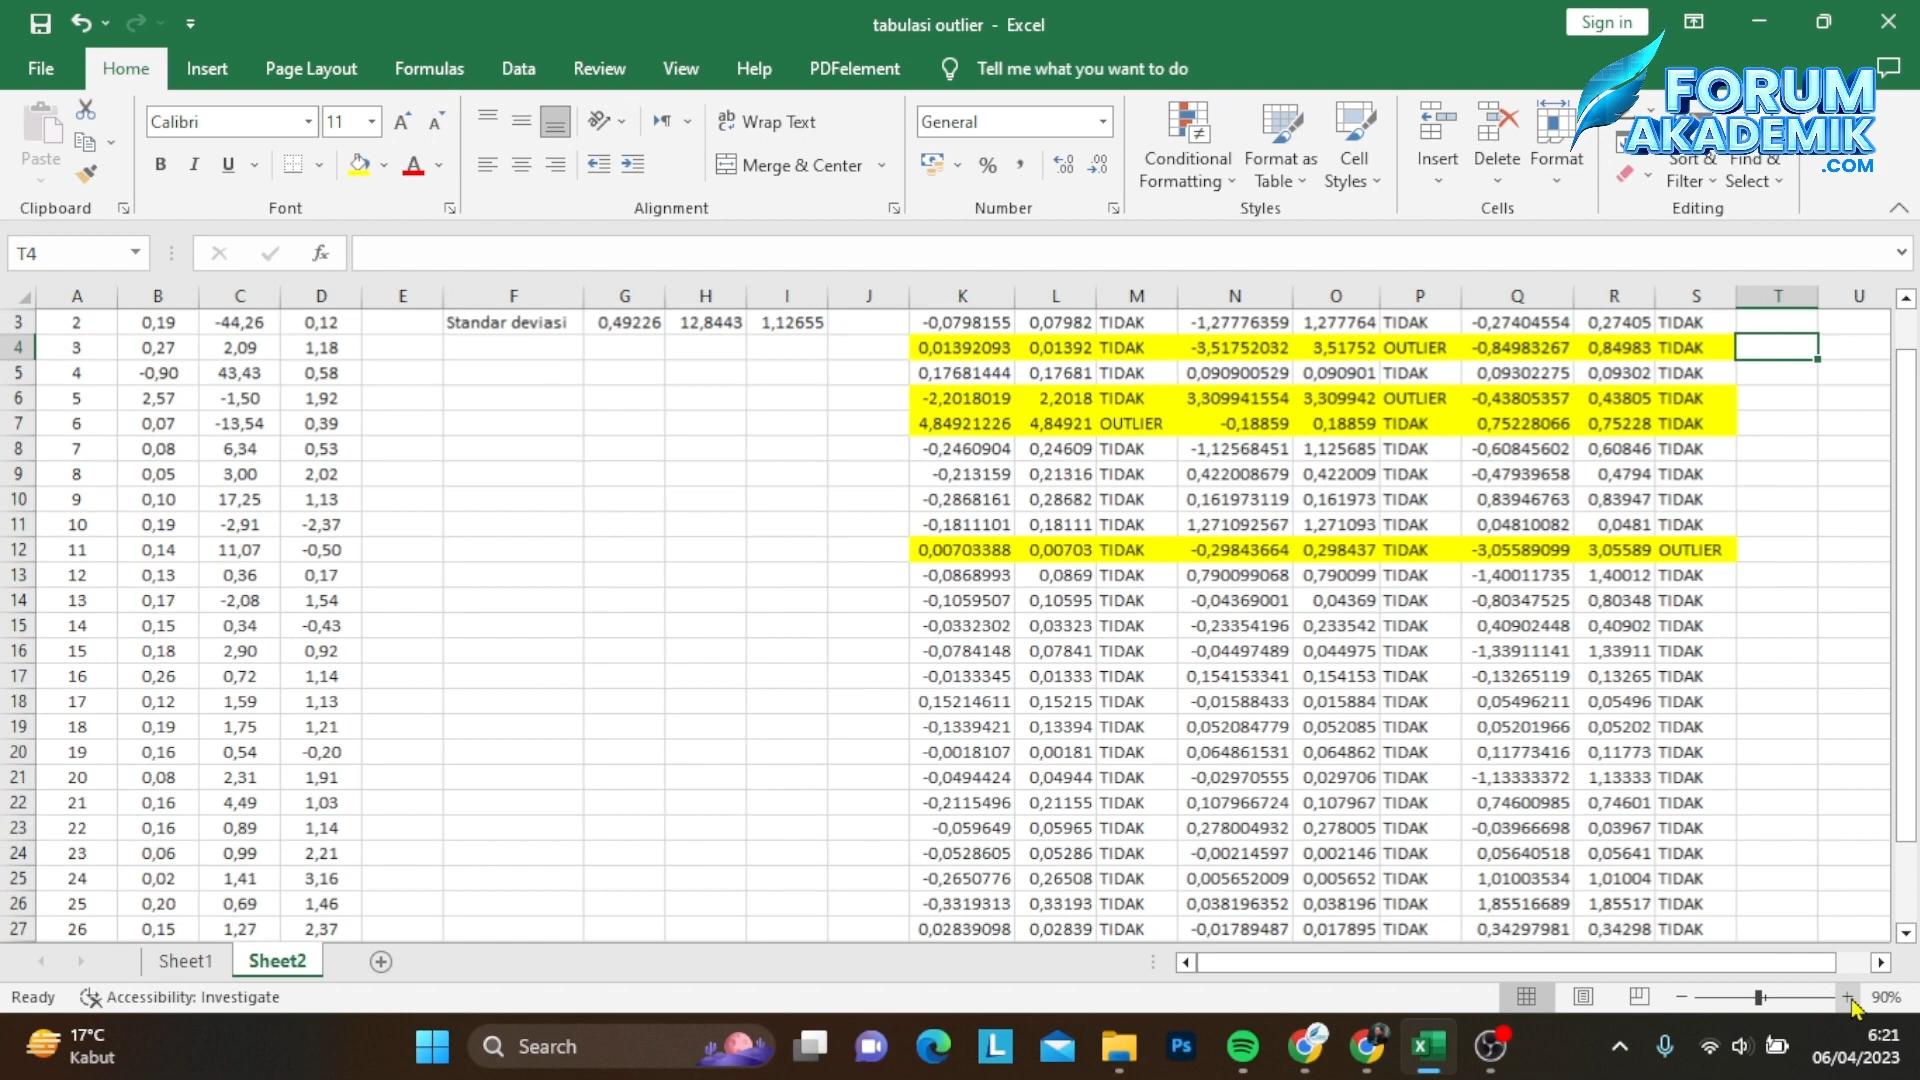 tabulasi outlier - Excel
Sign in
File Home Insert Page Layout Formulas Data Review View Help PDFelement Tell me what you want to do
FORUM
AKADEMIK
.COM
Paste
Calibri 11
B I U
Wrap Text
Merge & Center
General
Conditional Formatting
Format as Table
Cell Styles
Insert Delete Format
Sort & Filter
Find & Select
Clipboard Font Alignment Number Styles Cells Editing
T4 fx
A B C D E F G H I J K L M N O P Q R S T U
3 2 0,19 -44,26 0,12 Standar deviasi 0,49226 12,8443 1,12655 -0,0798155 0,07982 TIDAK -1,27776359 1,277764 TIDAK -0,27404554 0,27405 TIDAK
4 3 0,27 2,09 1,18 0,01392093 0,01392 TIDAK -3,51752032 3,51752 OUTLIER -0,84983267 0,84983 TIDAK
5 4 -0,90 43,43 0,58 0,17681444 0,17681 TIDAK 0,090900529 0,090901 TIDAK 0,09302275 0,09302 TIDAK
6 5 2,57 -1,50 1,92 -2,2018019 2,2018 TIDAK 3,309941554 3,309942 OUTLIER -0,43805357 0,43805 TIDAK
7 6 0,07 -13,54 0,39 4,84921226 4,84921 OUTLIER -0,18859 0,18859 TIDAK 0,75228066 0,75228 TIDAK
8 7 0,08 6,34 0,53 -0,2460904 0,24609 TIDAK -1,12568451 1,125685 TIDAK -0,60845602 0,60846 TIDAK
9 8 0,05 3,00 2,02 -0,213159 0,21316 TIDAK 0,422008679 0,422009 TIDAK -0,47939658 0,4794 TIDAK
10 9 0,10 17,25 1,13 -0,2868161 0,28682 TIDAK 0,161973119 0,161973 TIDAK 0,83946763 0,83947 TIDAK
11 10 0,19 -2,91 -2,37 -0,1811101 0,18111 TIDAK 1,271092567 1,271093 TIDAK 0,04810082 0,0481 TIDAK
12 11 0,14 11,07 -0,50 0,00703388 0,00703 TIDAK -0,29843664 0,298437 TIDAK -3,05589099 3,05589 OUTLIER
13 12 0,13 0,36 0,17 -0,0868993 0,0869 TIDAK 0,790099068 0,790099 TIDAK -1,40011735 1,40012 TIDAK
14 13 0,17 -2,08 1,54 -0,1059507 0,10595 TIDAK -0,04369001 0,04369 TIDAK -0,80347525 0,80348 TIDAK
15 14 0,15 0,34 -0,43 -0,0332302 0,03323 TIDAK -0,23354196 0,233542 TIDAK 0,40902448 0,40902 TIDAK
16 15 0,18 2,90 0,92 -0,0784148 0,07841 TIDAK -0,04497489 0,044975 TIDAK -1,33911141 1,33911 TIDAK
17 16 0,26 0,72 1,14 -0,0133345 0,01333 TIDAK 0,154153341 0,154153 TIDAK -0,13265119 0,13265 TIDAK
18 17 0,12 1,59 1,13 0,15214611 0,15215 TIDAK -0,01588433 0,015884 TIDAK 0,05496211 0,05496 TIDAK
19 18 0,19 1,75 1,21 -0,1339421 0,13394 TIDAK 0,052084779 0,052085 TIDAK 0,05201966 0,05202 TIDAK
20 19 0,16 0,54 -0,20 -0,0018107 0,00181 TIDAK 0,064861531 0,064862 TIDAK 0,11773416 0,11773 TIDAK
21 20 0,08 2,31 1,91 -0,0494424 0,04944 TIDAK -0,02970555 0,029706 TIDAK -1,13333372 1,13333 TIDAK
22 21 0,16 4,49 1,03 -0,2115496 0,21155 TIDAK 0,107966724 0,107967 TIDAK 0,74600985 0,74601 TIDAK
23 22 0,16 0,89 1,14 -0,059649 0,05965 TIDAK 0,278004932 0,278005 TIDAK -0,03966698 0,03967 TIDAK
24 23 0,06 0,99 2,21 -0,0528605 0,05286 TIDAK -0,00214597 0,002146 TIDAK 0,05640518 0,05641 TIDAK
25 24 0,02 1,41 3,16 -0,2650776 0,26508 TIDAK 0,005652009 0,005652 TIDAK 1,01003534 1,01004 TIDAK
26 25 0,20 0,69 1,46 -0,3319313 0,33193 TIDAK 0,038196352 0,038196 TIDAK 1,85516689 1,85517 TIDAK
27 26 0,15 1,27 2,37 0,02839098 0,02839 TIDAK -0,01789487 0,017895 TIDAK 0,34297981 0,34298 TIDAK
Sheet1 Sheet2
Ready Accessibility: Investigate 90%
17°C
Kabut
Search
L
Ps
6:21
06/04/2023